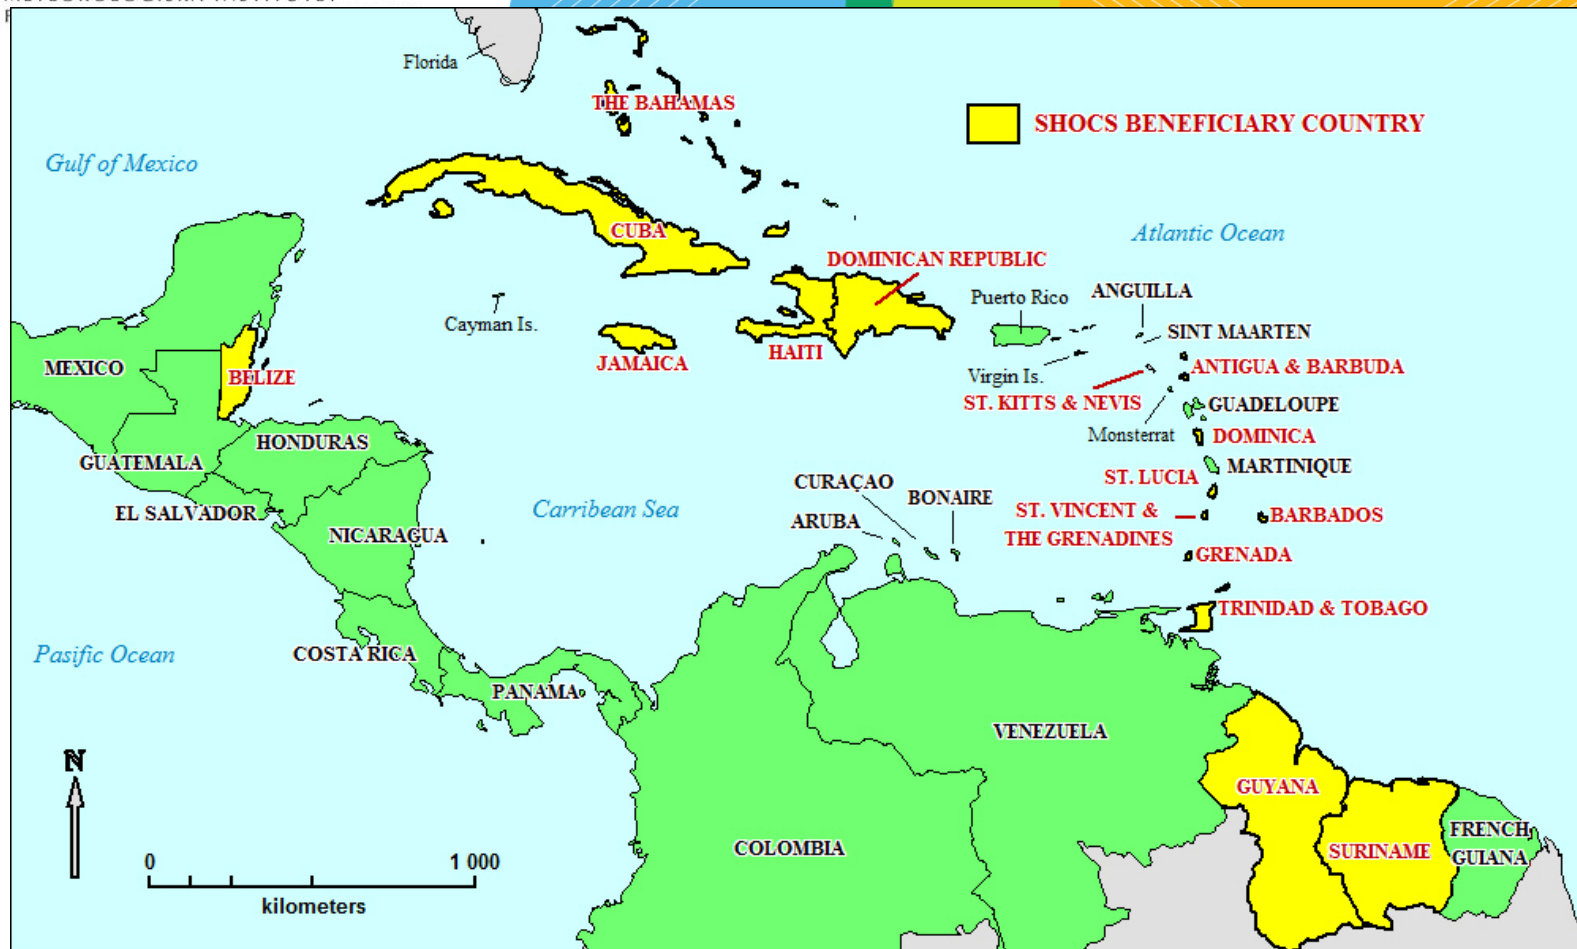 Florida
THE BAHAMAS
SHOCS BENEFICIARY COUNTRY
Gulf of Mexico
CUBA
Atlantic Ocean
DOMINICAN REPUBLIC
Puerto Rico
ANGUILLA
Cayman Is.
SINT MAARTEN
JAMAICA
HAITI
MEXICO
BELIZE
Virgin Is.
ANTIGUA & BARBUDA
ST. KITTS & NEVIS
GUADELOUPE
Monsterrat
DOMINICA
HONDURAS
GUATEMALA
MARTINIQUE
ST. LUCIA
CURAÇAO
BONAIRE
EL SALVADOR
Carribean Sea
ARUBA
ST. VINCENT &
THE GRENADINES
BARBADOS
NICARAGUA
GRENADA
TRINIDAD & TOBAGO
Pasific Ocean
COSTA RICA
PANAMA
VENEZUELA
N
GUYANA
COLOMBIA
SURINAME
FRENCH
GUIANA
0 1 000
kilometers